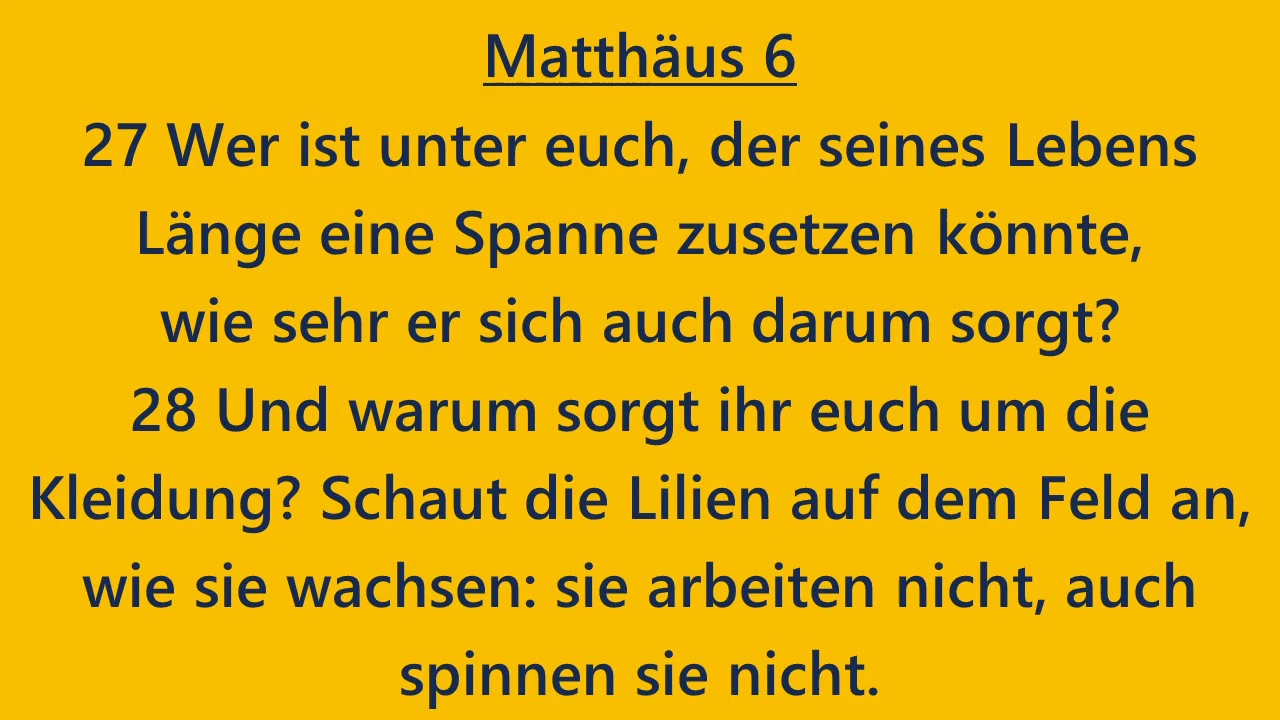 Matthäus 6
27 Wer ist unter euch, der seines Lebens
Länge eine Spanne zusetzen könnte,
wie sehr er sich auch darum sorgt?
28 Und warum sorgt ihr euch um die
Kleidung? Schaut die Lilien auf dem Feld an,
wie sie wachsen: sie arbeiten nicht, auch
spinnen sie nicht.